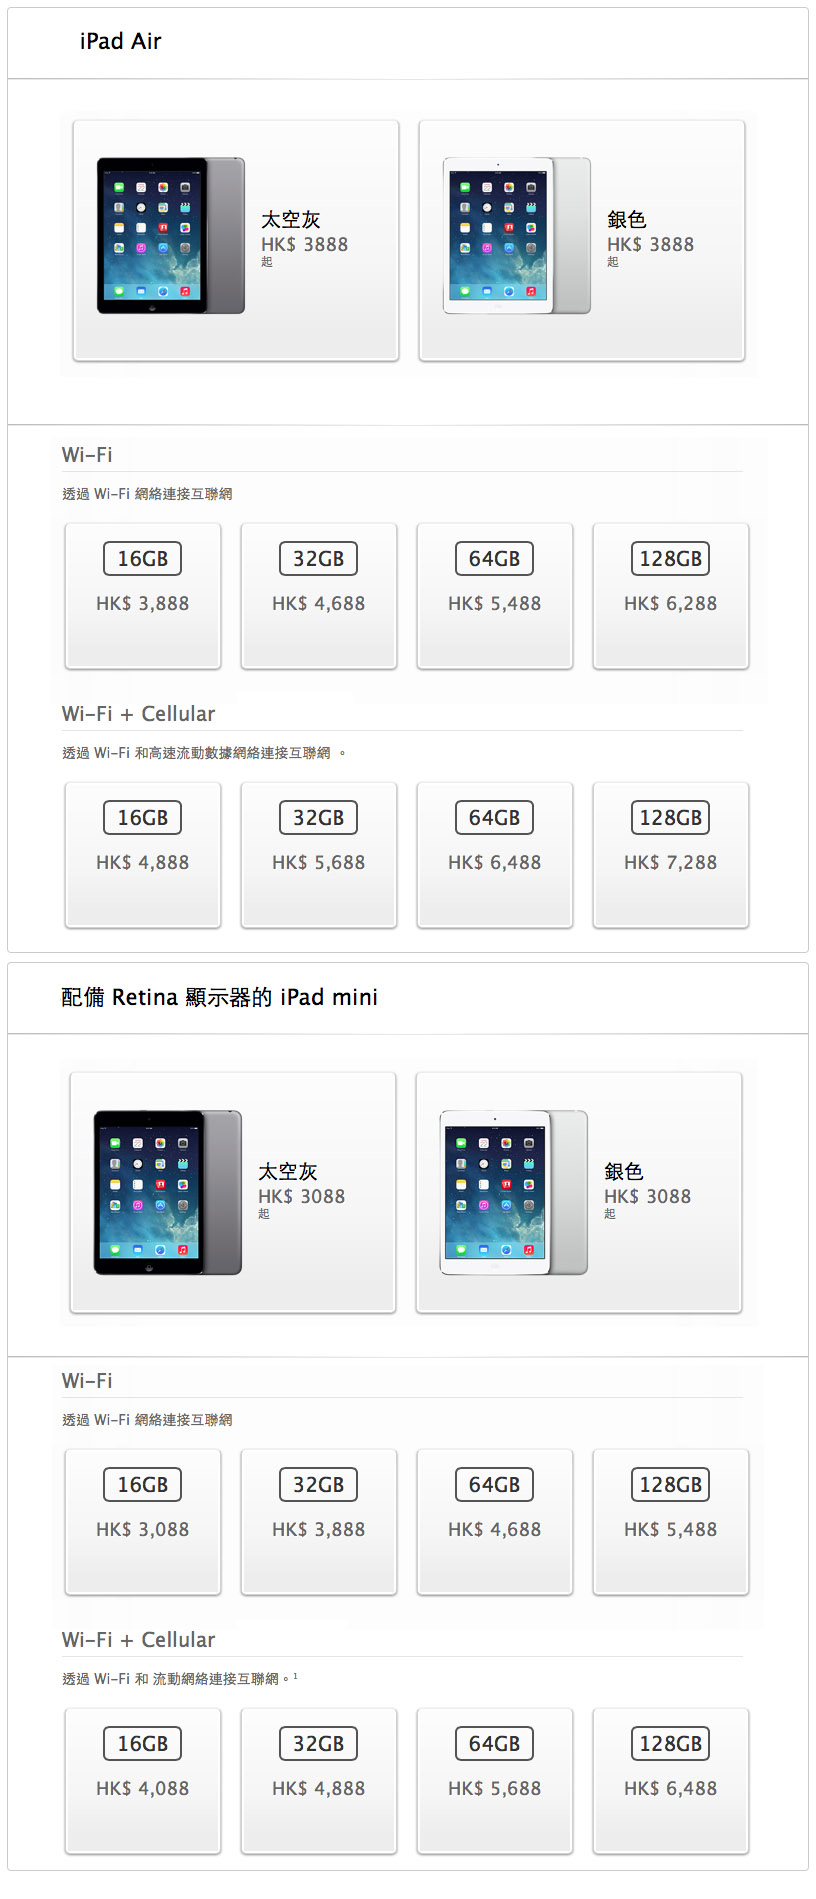 iPad Air
太空灰
HK$ 3888
起
銀色
HK$ 3888
起
Wi-Fi
透過 Wi-Fi 網絡連接互聯網
16GB
32GB
64GB
128GB
HK$ 3,888
HK$ 4,688
HK$ 5,488
HK$ 6,288
Wi-Fi + Cellular
透過 Wi-Fi 和高速流動數據網絡連接互聯網 。
16GB
32GB
64GB
128GB
HK$ 4,888
HK$ 5,688
HK$ 6,488
HK$ 7,288
配備 Retina 顯示器的 iPad mini
太空灰
HK$ 3088
起
銀色
HK$ 3088
起
Wi-Fi
透過 Wi-Fi 網絡連接互聯網
16GB
32GB
64GB
128GB
HK$ 3,088
HK$ 3,888
HK$ 4,688
HK$ 5,488
Wi-Fi + Cellular
透過 Wi-Fi 和 流動網絡連接互聯網。1
16GB
32GB
64GB
128GB
HK$ 4,088
HK$ 4,888
HK$ 5,688
HK$ 6,488